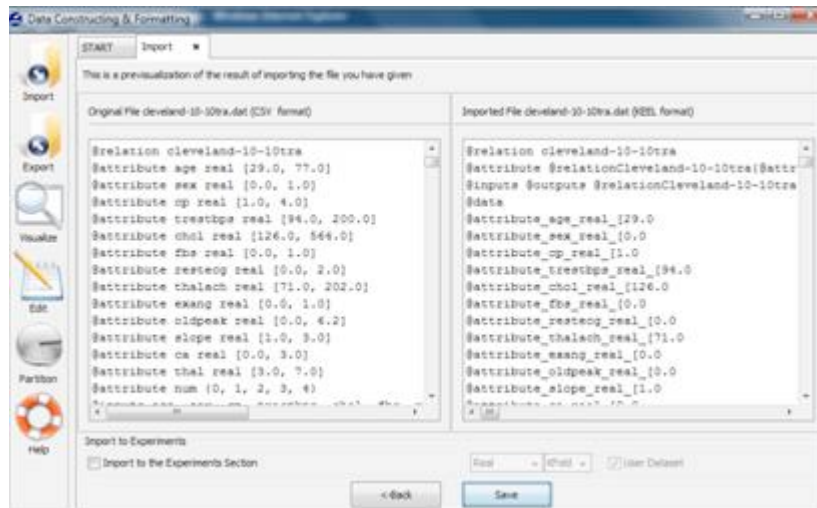 Data Constructing & Formatting
START
Import
This is a previsualization of the result of importing the file you have given
Import
Export
Visualize
Edit
Partition
Help
Original File cleveland-10-10tra.dat (CSV format)
@relation cleveland-10-10tra
@attribute age real [29.0, 77.0]
@attribute sex real [0.0, 1.0]
@attribute cp real [1.0, 4.0]
@attribute trestbps real [94.0, 200.0]
@attribute chol real [126.0, 564.0]
@attribute fbs real [0.0, 1.0]
@attribute restecg real [0.0, 2.0]
@attribute thalach real [71.0, 202.0]
@attribute exang real [0.0, 1.0]
@attribute oldpeak real [0.0, 6.2]
@attribute slope real [1.0, 3.0]
@attribute ca real [0.0, 3.0]
@attribute thal real [3.0, 7.0]
@attribute num {0, 1, 2, 3, 4}
Imported File cleveland-10-10tra.dat (KEEL format)
@relation cleveland-10-10tra
@attribute @relationCleveland-10-10tra{@attr
@inputs @outputs @relationCleveland-10-10tra
@data
@attribute_age_real_[29.0
@attribute_sex_real_[0.0
@attribute_cp_real_[1.0
@attribute_trestbps_real_[94.0
@attribute_chol_real_[126.0
@attribute_fbs_real_[0.0
@attribute_restecg_real_[0.0
@attribute_thalach_real_[71.0
@attribute_exang_real_[0.0
@attribute_oldpeak_real_[0.0
@attribute_slope_real_[1.0
Import to Experiments
Import to the Experiments Section
Real
KFold
User Dataset
< Back
Save